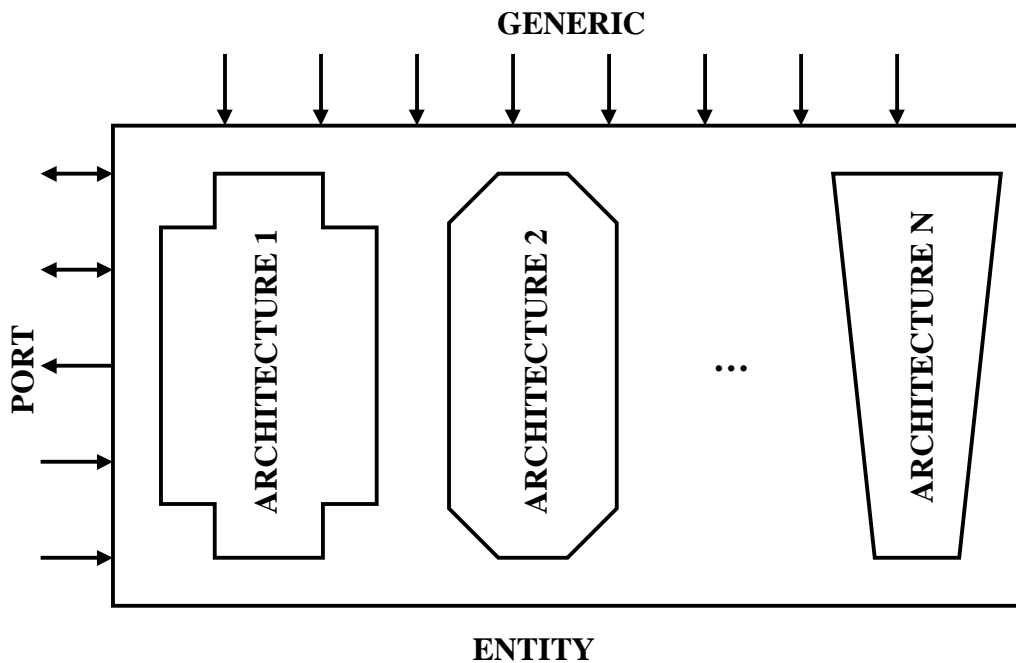 GENERIC
PORT
ARCHITECTURE 1
ARCHITECTURE 2
...
ARCHITECTURE N
ENTITY